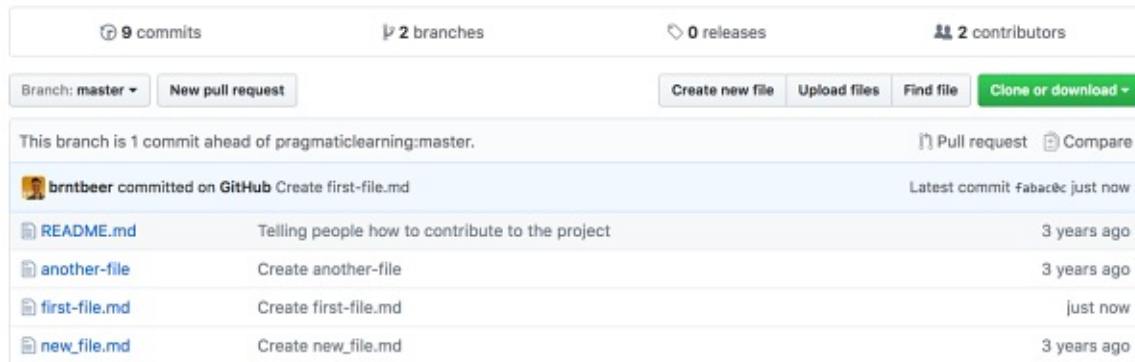 9 commits 2 branches 0 releases 2 contributors
Branch: master New pull request Create new file Upload files Find file Clone or download
This branch is 1 commit ahead of pragmaticlearning:master. Pull request Compare
brntbeer committed on GitHub Create first-file.md Latest commit fabac0c just now
README.md Telling people how to contribute to the project 3 years ago
another-file Create another-file 3 years ago
first-file.md Create first-file.md just now
new_file.md Create new_file.md 3 years ago